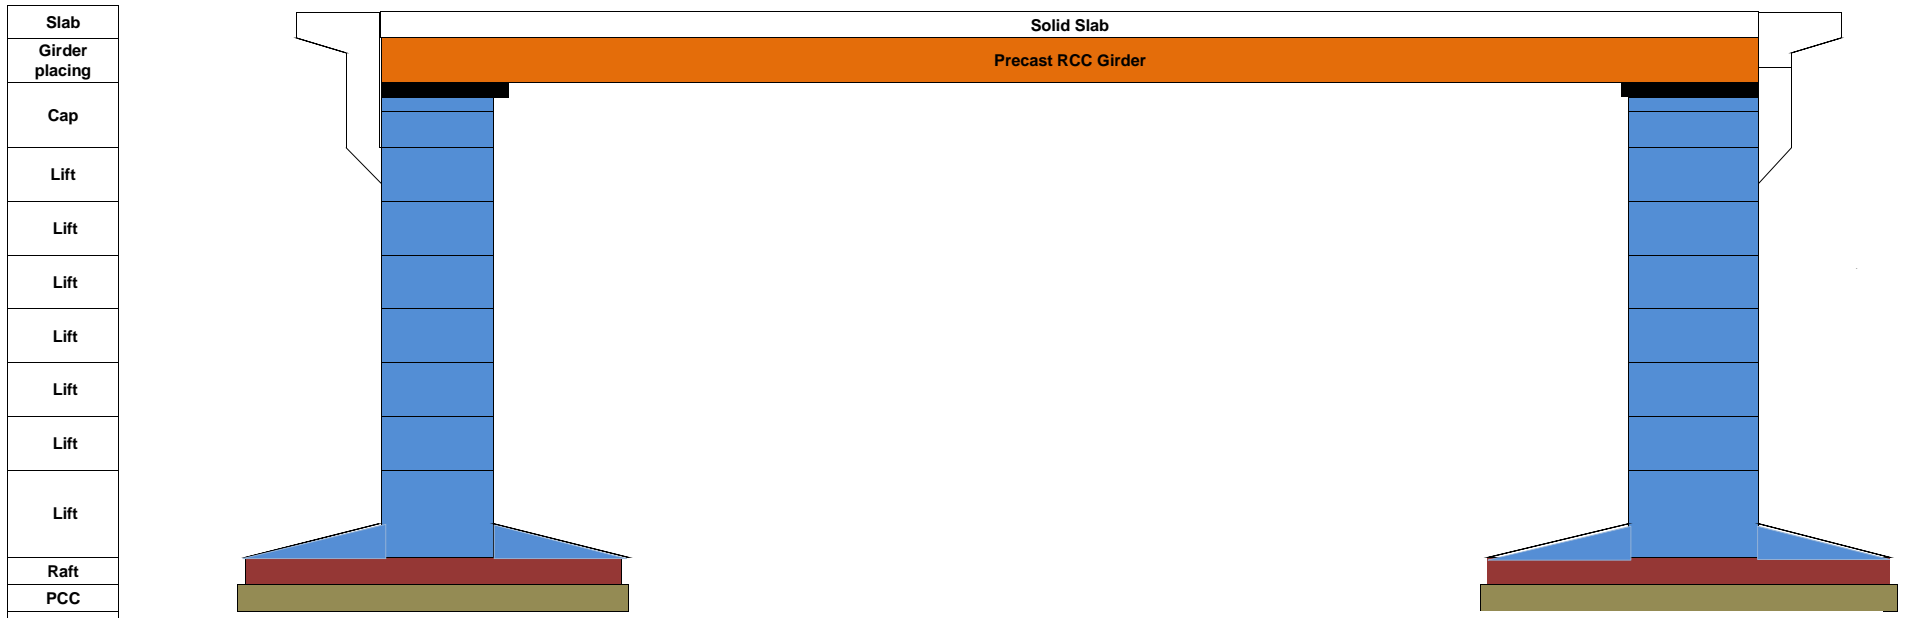 Slab
Solid Slab
Girder
placing
Precast RCC Girder
Cap
Lift
Lift
Lift
Lift
Lift
Lift
Lift
Raft
PCC